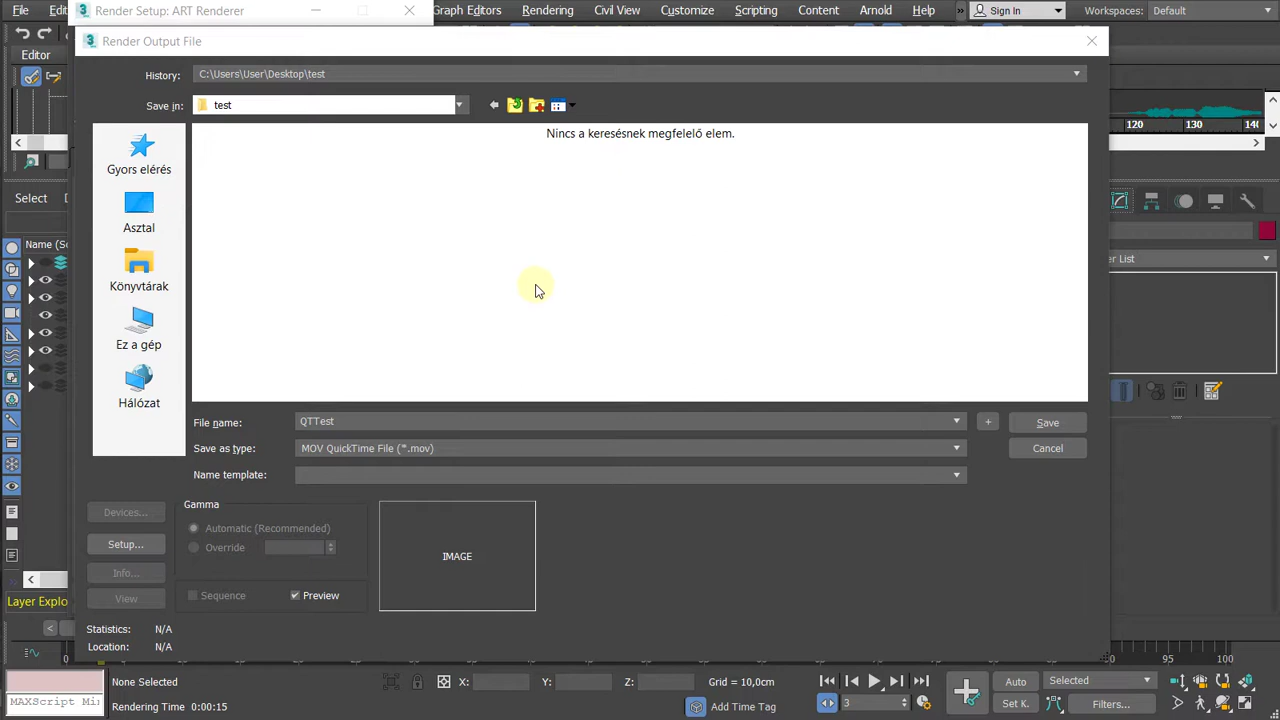 Render Setup: ART Renderer
Graph Editors Rendering Civil View Customize Scripting Content Arnold Help » Sign In Workspaces: Default
File
Render Output File
Editor
History: C:\Users\User\Desktop\test
Save in: test
120 130
Nincs a keresésnek megfelelő elem.
Gyors elérés
Select
Asztal
Name (So
er List
Könyvtárak
Ez a gép
Hálózat
File name: QTTest + Save
Save as type: MOV QuickTime File (*.mov) Cancel
Name template:
Devices... Gamma
Automatic (Recommended)
Setup... Override
IMAGE
Info...
View Sequence Preview
Layer Explo
Statistics: N/A
Location: N/A
0 95 100
None Selected X: Y: Z: Grid = 10,0cm Auto Selected
MAXScript Mi
Rendering Time 0:00:15 Add Time Tag 3 Set K. Filters...